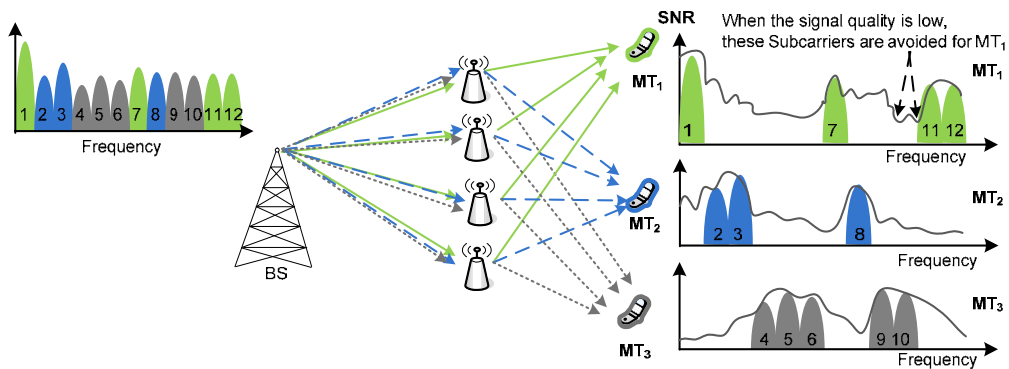 1 2 3 4 5 6 7 8 9 10 11 12
Frequency
BS
MT1
MT2
MT3
SNR
When the signal quality is low,
these Subcarriers are avoided for MT1
MT1
1 7 11 12
Frequency
MT2
2 3 8
Frequency
MT3
4 5 6 9 10
Frequency